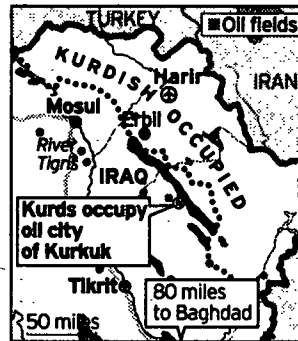 TURKEY
Oil fields
KURDISH OCCUPIED
Harir
IRAN
Mosul
Erbil
River
Tigris
IRAQ
Kurds occupy
oil city
of Kurkuk
Tikrit
80 miles
to Baghdad
50 miles